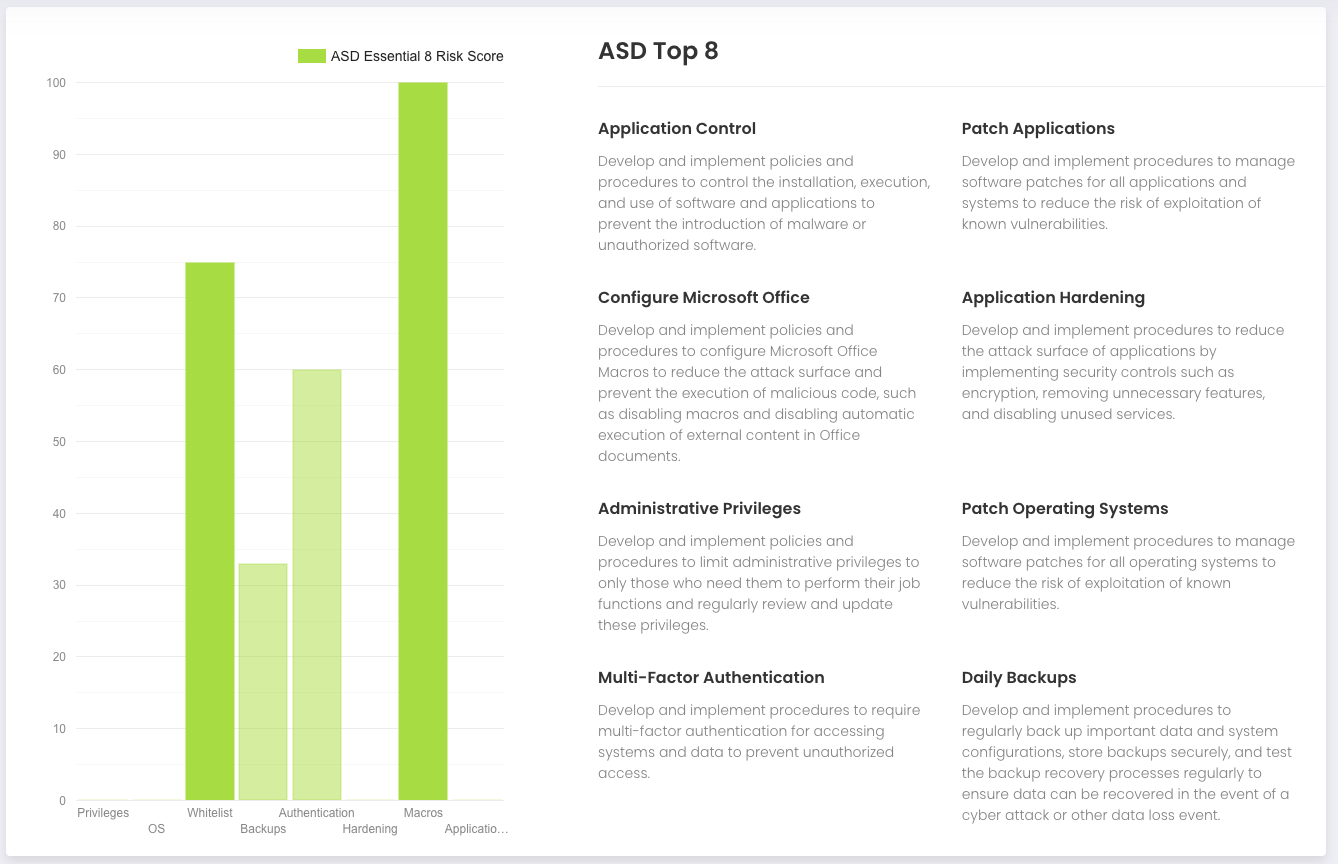 ASD Essential 8 Risk Score
100
90
80
70
60
50
40
30
20
10
0
Privileges
OS
Whitelist
Backups
Authentication
Hardening
Macros
Applicatio…
ASD Top 8
Application Control
Develop and implement policies and
procedures to control the installation, execution,
and use of software and applications to
prevent the introduction of malware or
unauthorized software.
Patch Applications
Develop and implement procedures to manage
software patches for all applications and
systems to reduce the risk of exploitation of
known vulnerabilities.
Configure Microsoft Office
Develop and implement policies and
procedures to configure Microsoft Office
Macros to reduce the attack surface and
prevent the execution of malicious code, such
as disabling macros and disabling automatic
execution of external content in Office
documents.
Application Hardening
Develop and implement procedures to reduce
the attack surface of applications by
implementing security controls such as
encryption, removing unnecessary features,
and disabling unused services.
Administrative Privileges
Develop and implement policies and
procedures to limit administrative privileges to
only those who need them to perform their job
functions and regularly review and update
these privileges.
Patch Operating Systems
Develop and implement procedures to manage
software patches for all operating systems to
reduce the risk of exploitation of known
vulnerabilities.
Multi-Factor Authentication
Develop and implement procedures to require
multi-factor authentication for accessing
systems and data to prevent unauthorized
access.
Daily Backups
Develop and implement procedures to
regularly back up important data and system
configurations, store backups securely, and test
the backup recovery processes regularly to
ensure data can be recovered in the event of a
cyber attack or other data loss event.